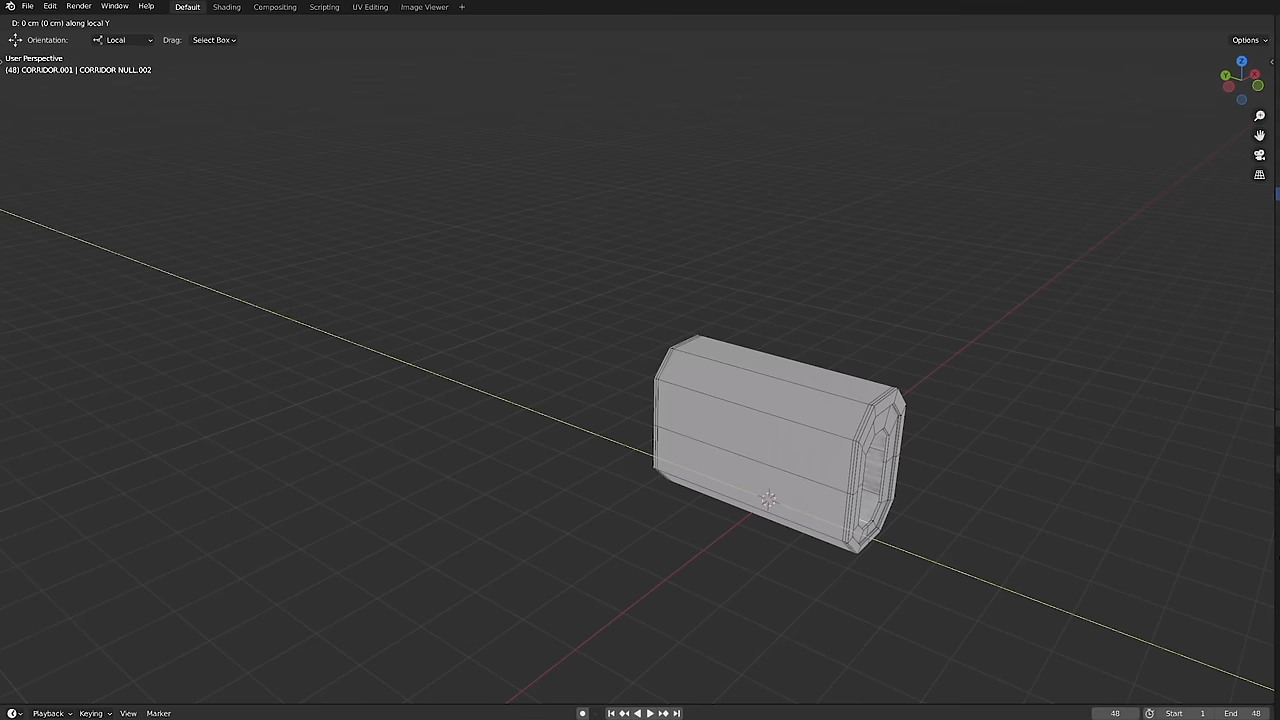 File Edit Render Window Help Default Shading Compositing Scripting UV Editing Image Viewer +
D: 0 cm (0 cm) along local Y
Orientation: Local Drag: Select Box Options
User Perspective
(48) CORRIDOR.001 | CORRIDOR NULL.002
Z
Y X
Playback Keying View Marker 48 Start 1 End 48